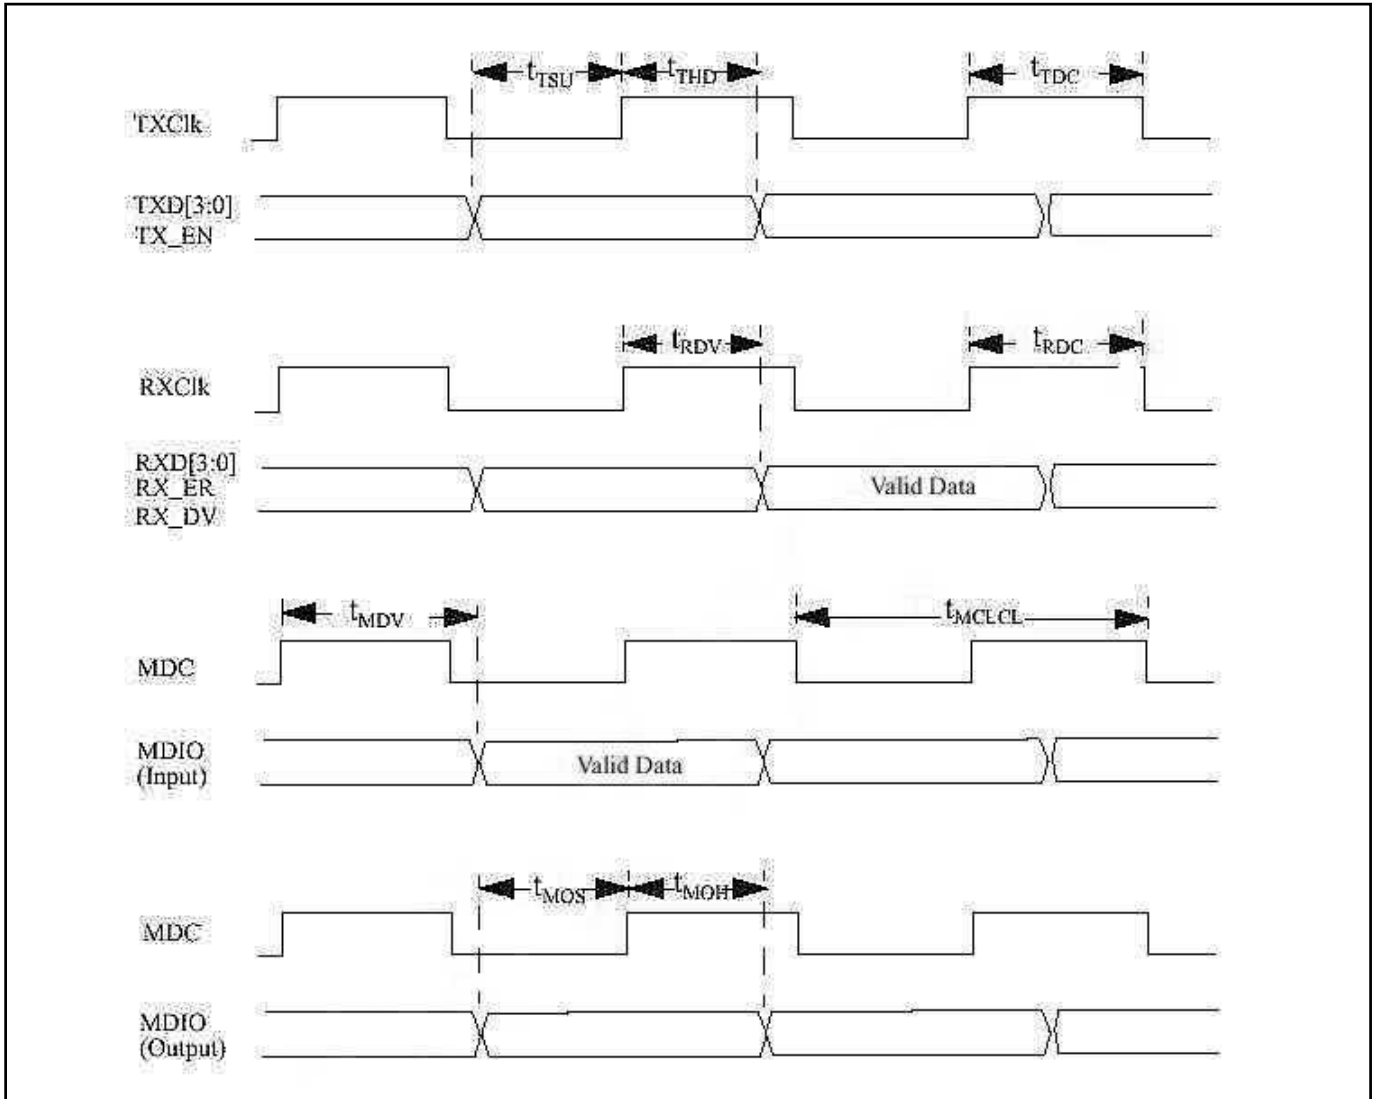 tTSU tTHD tTDC
TXClk
TXD[3:0]
TX_EN
tRDV tRDC
RXClk
RXD[3:0]
RX_ER Valid Data
RX_DV
tMDV tMCLCL
MDC
MDIO
(Input) Valid Data
tMOS tMOH
MDC
MDIO
(Output)